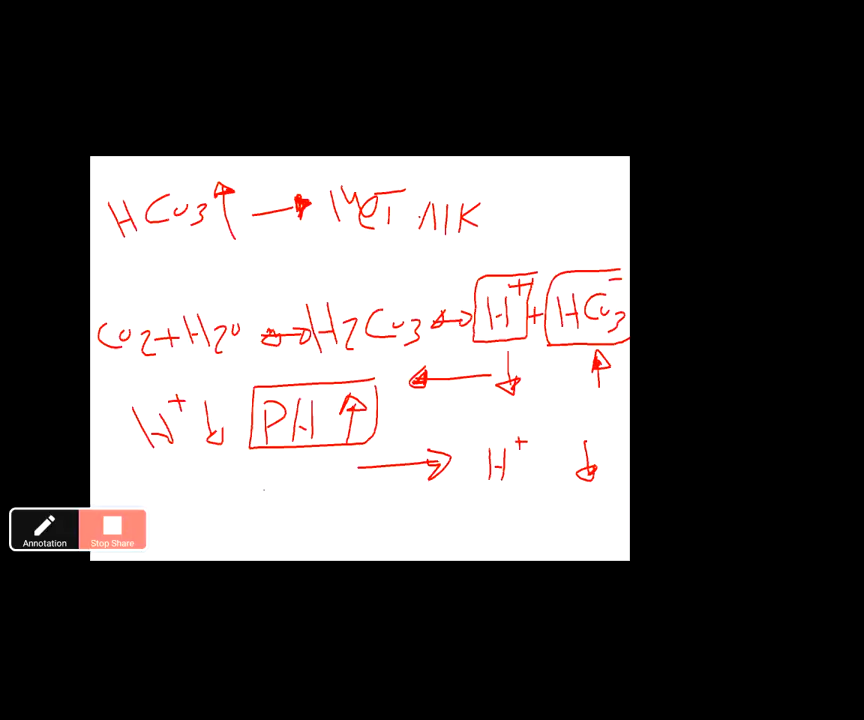 HCO3↑ → MET Alk
CO2 + H2O ↔ H2CO3 ↔ H+ + HCO3-
← ↓ ↑
H+ ↓ PH ↑
→ H+ ↓
Annotation Stop Share